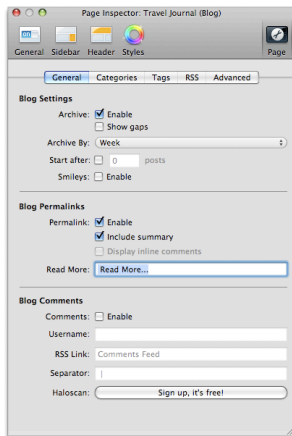 Page Inspector: Travel Journal (Blog)
General Sidebar Header Styles Page
General Categories Tags RSS Advanced
Blog Settings
Archive: Enable
Show gaps
Archive By: Week
Start after: 0 posts
Smileys: Enable
Blog Permalinks
Permalink: Enable
Include summary
Display inline comments
Read More: Read More...
Blog Comments
Comments: Enable
Username:
RSS Link: Comments Feed
Separator: |
Haloscan: Sign up, it's free!